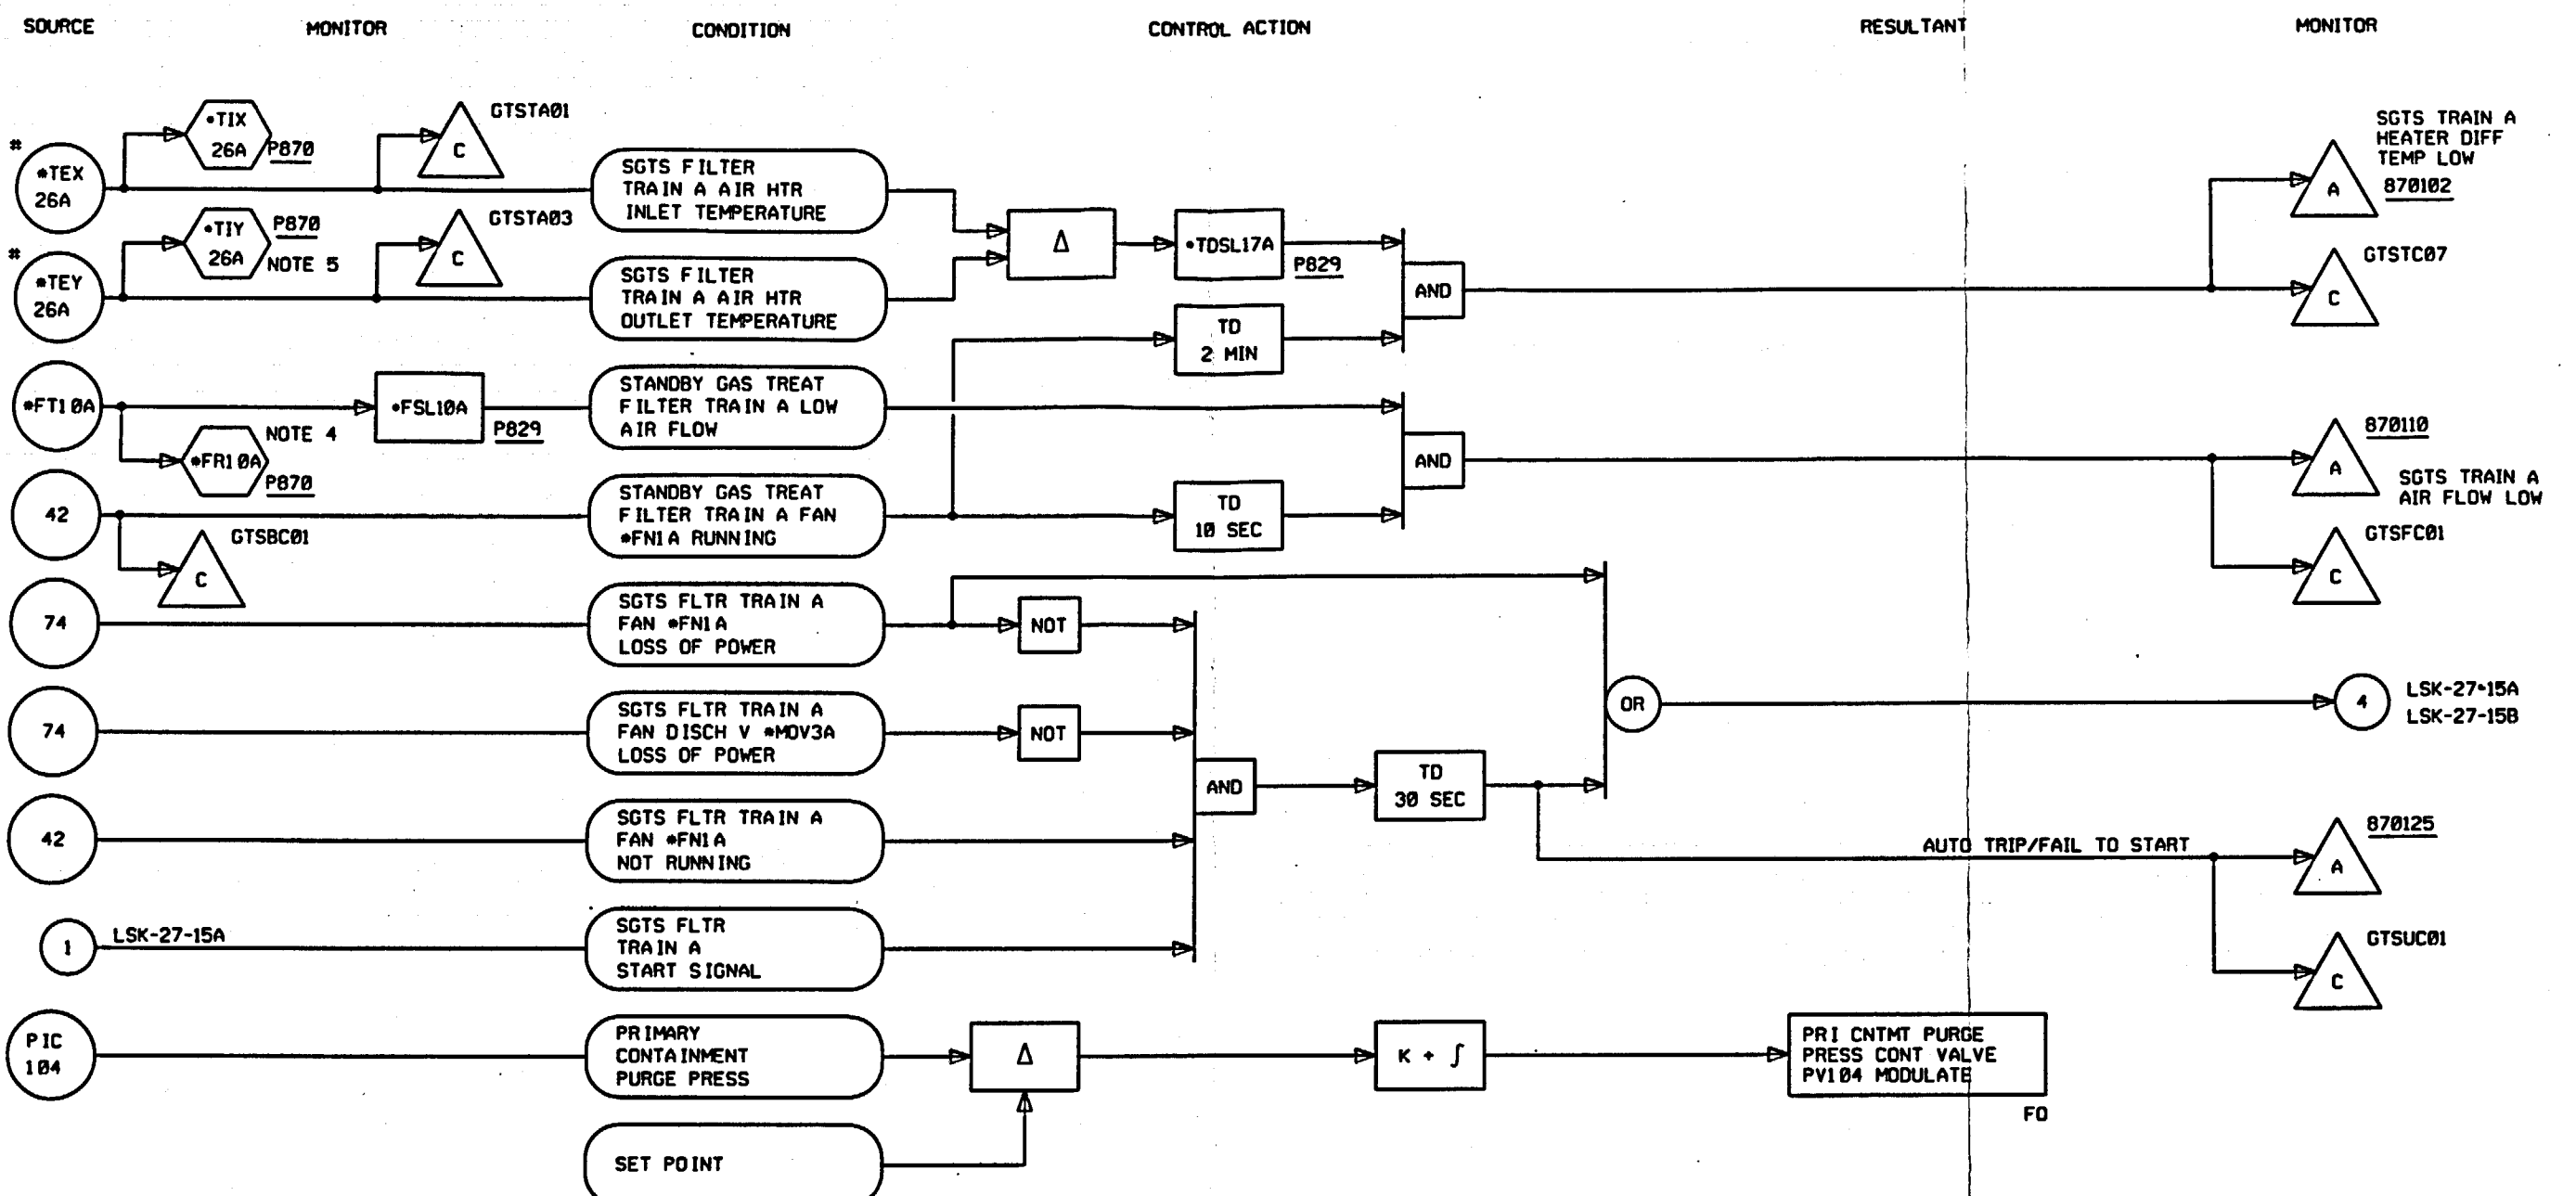 SOURCE MONITOR CONDITION CONTROL ACTION RESULTANT MONITOR
# *TEX 26A
*TIX 26A P870
C GTSTA01
SGTS FILTER
TRAIN A AIR HTR
INLET TEMPERATURE
SGTS TRAIN A
HEATER DIFF
TEMP LOW
870102
A
# *TEY 26A
*TIY 26A P870
NOTE 5
C GTSTA03
SGTS FILTER
TRAIN A AIR HTR
OUTLET TEMPERATURE
Δ
*TDSL17A
P829
TD
2 MIN
AND
GTSTC07
C
*FT10A
NOTE 4
*FR10A
P870
*FSL10A
P829
STANDBY GAS TREAT
FILTER TRAIN A LOW
AIR FLOW
AND
870110
A
SGTS TRAIN A
AIR FLOW LOW
42
GTSBC01
C
STANDBY GAS TREAT
FILTER TRAIN A FAN
*FN1A RUNNING
TD
10 SEC
GTSFC01
C
74
SGTS FLTR TRAIN A
FAN *FN1A
LOSS OF POWER
NOT
74
SGTS FLTR TRAIN A
FAN DISCH V *MOV3A
LOSS OF POWER
NOT
OR
4
LSK-27-15A
LSK-27-15B
AND
TD
30 SEC
42
SGTS FLTR TRAIN A
FAN *FN1A
NOT RUNNING
AUTO TRIP/FAIL TO START
870125
A
1
LSK-27-15A
SGTS FLTR
TRAIN A
START SIGNAL
GTSUC01
C
PIC
104
PRIMARY
CONTAINMENT
PURGE PRESS
Δ
K + ∫
PRI CNTMT PURGE
PRESS CONT VALVE
PV104 MODULATE
FO
SET POINT